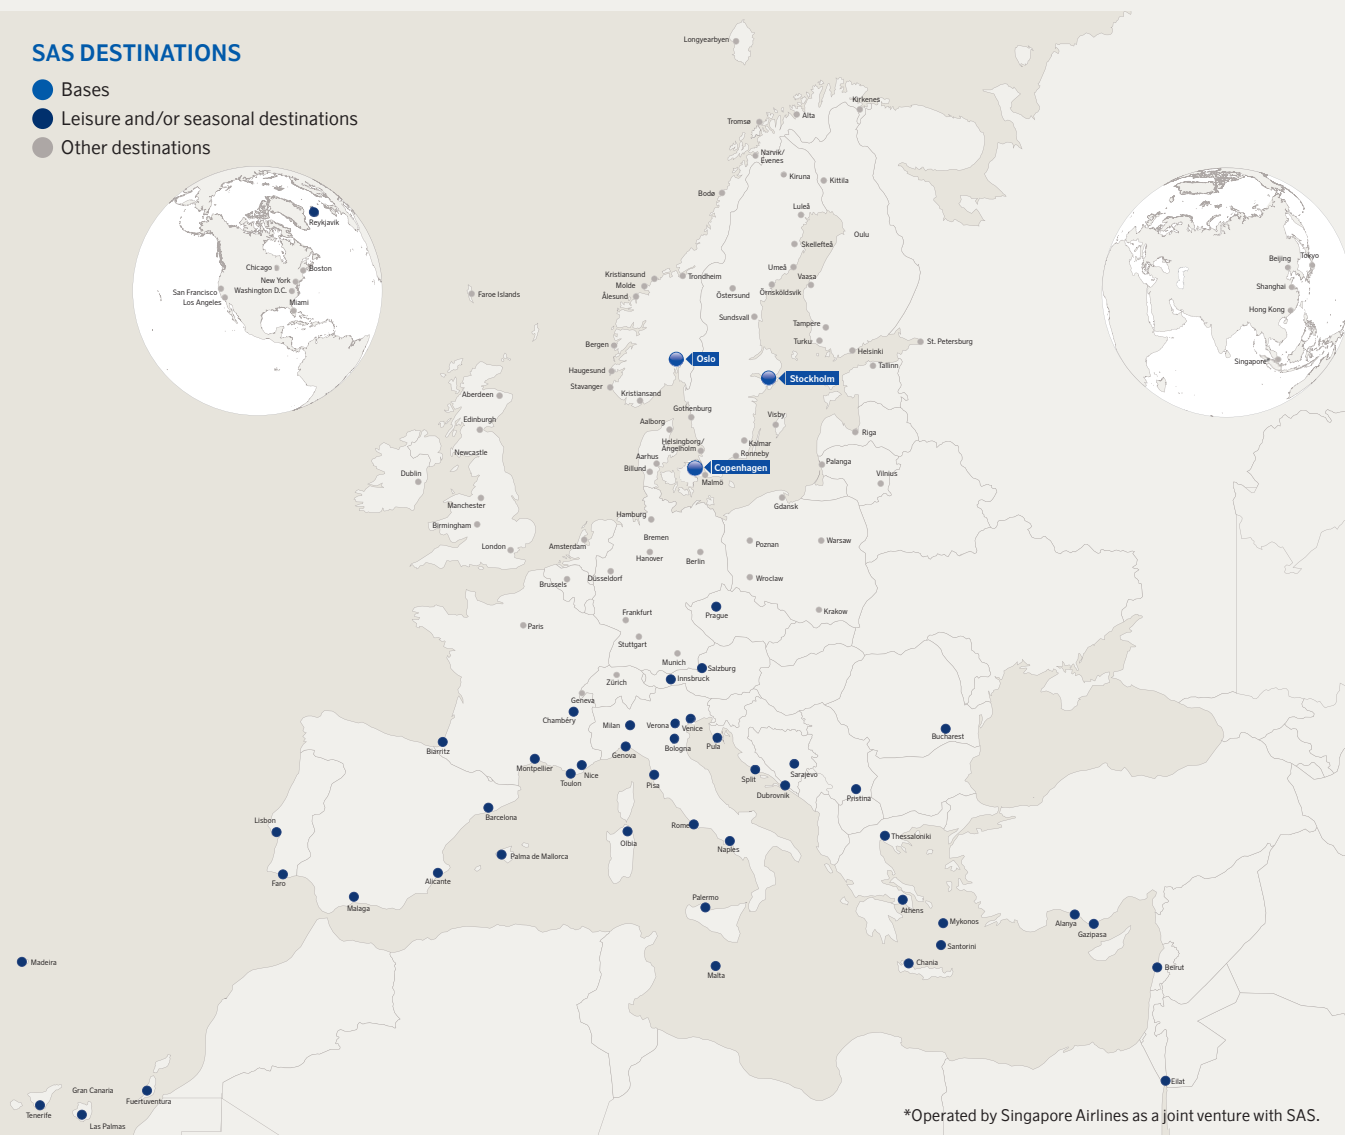 SAS DESTINATIONS
Bases
Leisure and/or seasonal destinations
Other destinations
Longyearbyen
Kirkenes
Alta
Tromsø
Narvik/
Evenes
Kiruna
Kittila
Bodø
Luleå
Oulu
Skellefteå
Umeå
Vaasa
Kristiansund
Trondheim
Molde
Ålesund
Östersund
Örnsköldsvik
Faroe Islands
Sundsvall
Tampere
Turku
Helsinki
St. Petersburg
Bergen
Oslo
Tallinn
Haugesund
Stockholm
Stavanger
Kristiansand
Aberdeen
Gothenburg
Visby
Edinburgh
Aalborg
Riga
Helsingborg/
Ängelholm
Kalmar
Newcastle
Aarhus
Ronneby
Palanga
Billund
Copenhagen
Dublin
Malmö
Vilnius
Manchester
Gdansk
Hamburg
Birmingham
Bremen
London
Amsterdam
Hanover
Berlin
Poznan
Warsaw
Brussels
Düsseldorf
Wroclaw
Frankfurt
Prague
Krakow
Paris
Stuttgart
Munich
Salzburg
Zürich
Innsbruck
Geneva
Chambéry
Milan
Verona
Venice
Bucharest
Biarritz
Genova
Bologna
Pula
Montpellier
Nice
Toulon
Pisa
Split
Sarajevo
Dubrovnik
Pristina
Barcelona
Lisbon
Rome
Thessaloniki
Olbia
Naples
Palma de Mallorca
Faro
Alicante
Malaga
Palermo
Athens
Mykonos
Alanya
Gazipasa
Santorini
Madeira
Chania
Malta
Beirut
Eilat
Gran Canaria
Fuertuventura
Tenerife
Las Palmas
Reykjavik
Chicago
Boston
New York
San Francisco
Washington D.C.
Los Angeles
Miami
Beijing
Tokyo
Shanghai
Hong Kong
Singapore*
*Operated by Singapore Airlines as a joint venture with SAS.